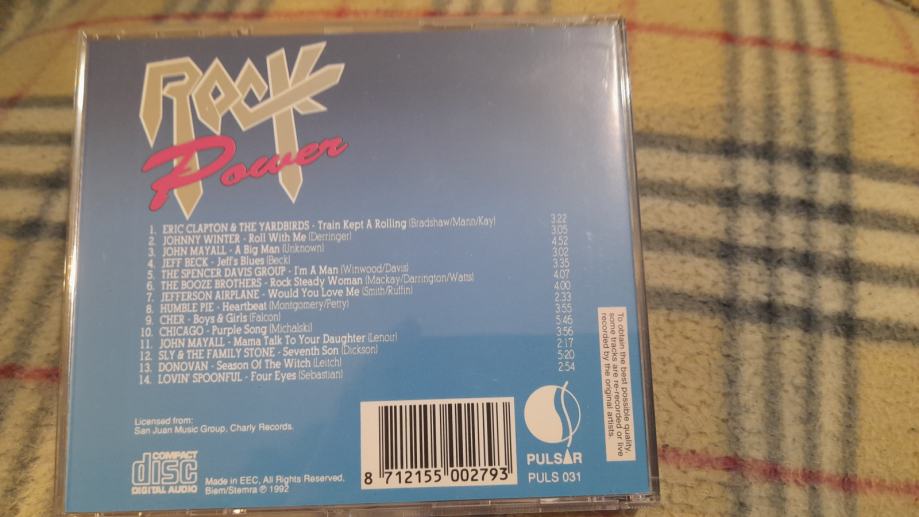 ROCK
Power
1. ERIC CLAPTON & THE YARDBIRDS - Train Kept A Rolling (Bradshaw/Mann/Kay) 3.22
2. JOHNNY WINTER - Roll With Me (Derringer) 3.05
3. JOHN MAYALL - A Big Man (Unknown) 4.52
4. JEFF BECK - Jeff's Blues (Beck) 3.02
5. THE SPENCER DAVIS GROUP - I'm A Man (Winwood/Davis) 3.35
6. THE BOOZE BROTHERS - Rock Steady Woman (Mackay/Darrington/Watts) 4.07
7. JEFFERSON AIRPLANE - Would You Love Me (Smith/Ruffin) 4.00
8. HUMBLE PIE - Heartbeat (Montgomery/Petty) 2.33
9. CHER - Boys & Girls (Falcon) 3.55
10. CHICAGO - Purple Song (Michalski) 5.46
11. JOHN MAYALL - Mama Talk To Your Daughter (Lenoir) 3.56
12. SLY & THE FAMILY STONE - Seventh Son (Dickson) 2.17
13. DONOVAN - Season Of The Witch (Leitch) 5.20
14. LOVIN' SPOONFUL - Four Eyes (Sebastian) 2.54
To obtain the best possible quality,
some tracks are re-recorded or live
recorded by the original artists.
Licensed from:
San Juan Music Group, Charly Records.
COMPACT
disc
DIGITAL AUDIO
Made in EEC, All Rights Reserved,
Biem/Stemra ℗ 1992
8 712155 002793
PULSAR
PULS 031